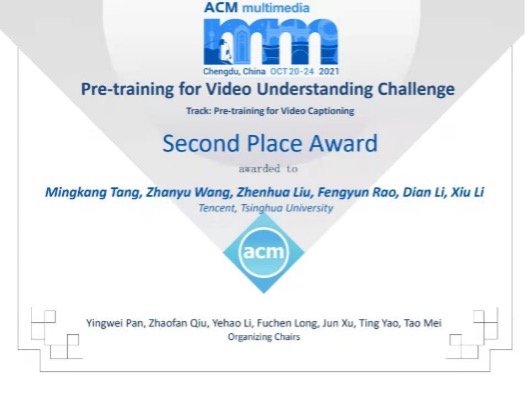 ACM multimedia
mm
Chengdu, China OCT 20-24 2021
Pre-training for Video Understanding Challenge
Track: Pre-training for Video Captioning
Second Place Award
awarded to
Mingkang Tang, Zhanyu Wang, Zhenhua Liu, Fengyun Rao, Dian Li, Xiu Li
Tencent, Tsinghua University
acm
Yingwei Pan, Zhaofan Qiu, Yehao Li, Fuchen Long, Jun Xu, Ting Yao, Tao Mei
Organizing Chairs